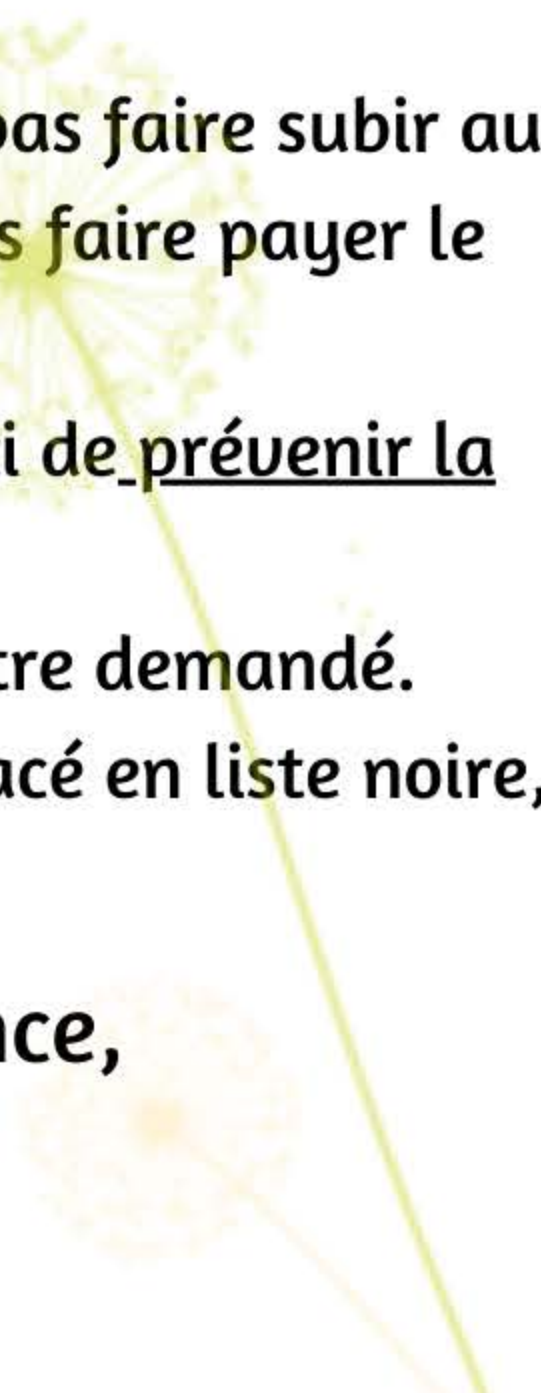 pas faire subir au
s faire payer le
i de prévenir la
tre demandé.
acé en liste noire,
nce,